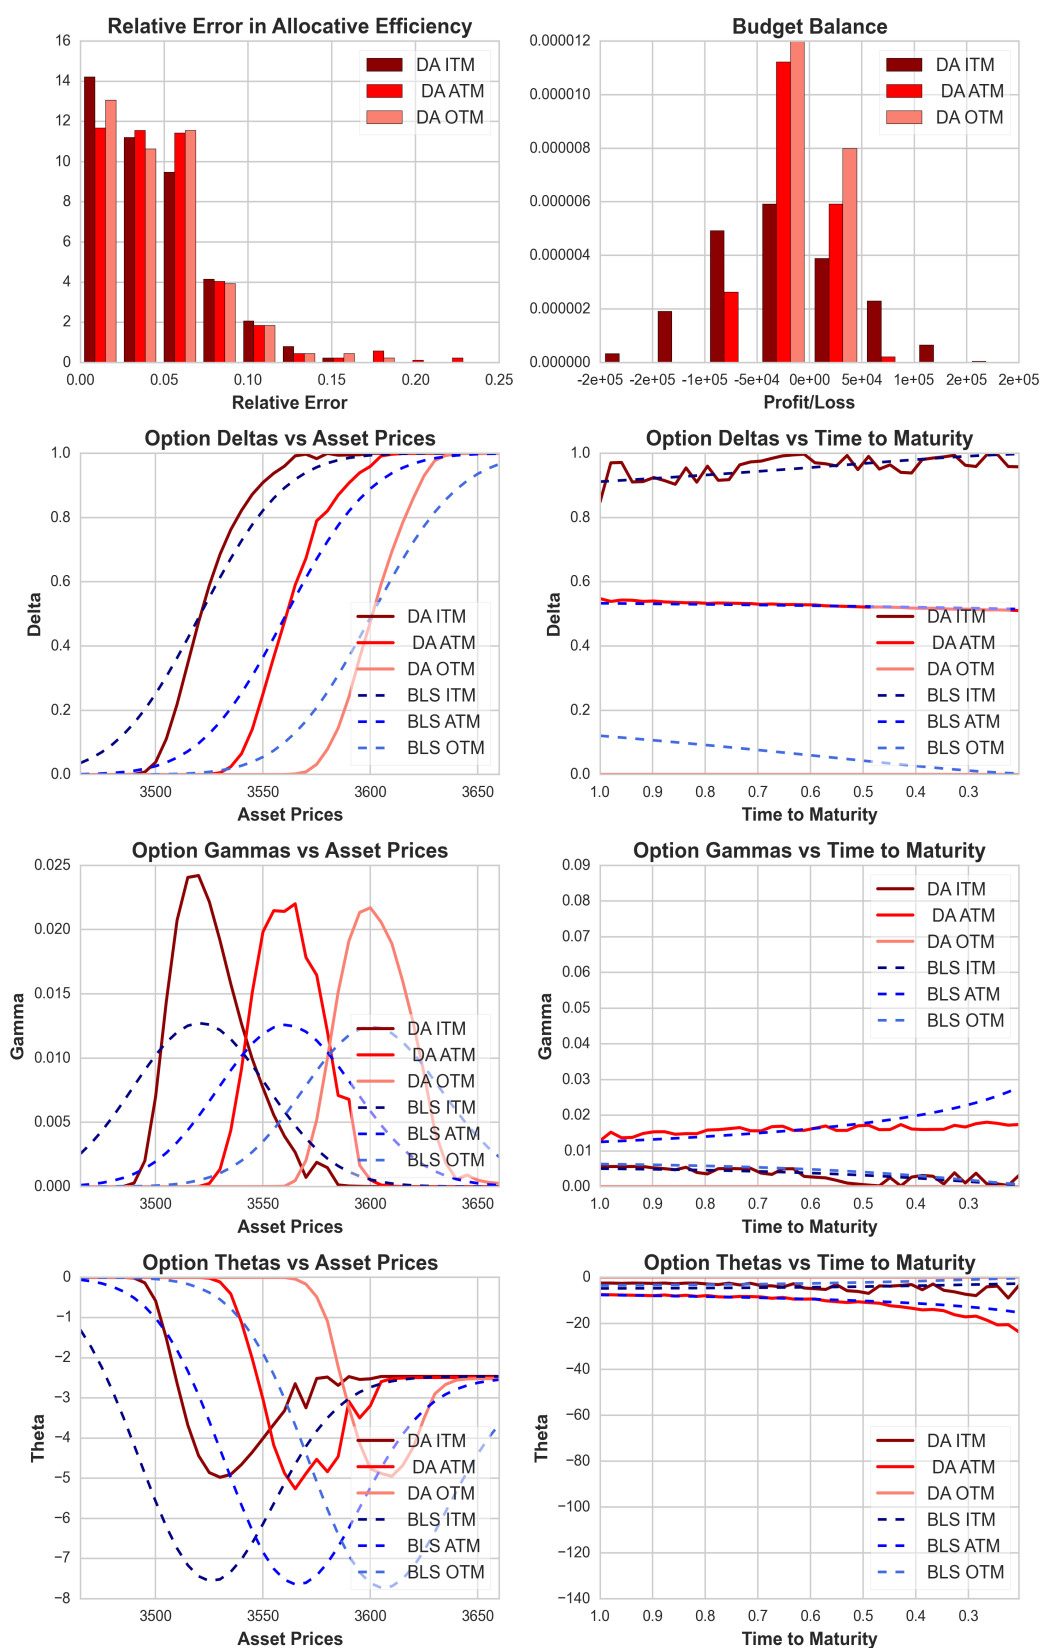 Relative Error in Allocative Efficiency
16
14
12
10
8
6
4
2
0
0.00 0.05 0.10 0.15 0.20 0.25
Relative Error
DA ITM
DA ATM
DA OTM
Budget Balance
0.000012
0.000010
0.000008
0.000006
0.000004
0.000002
0.000000
-2e+05 -2e+05 -1e+05 -5e+04 0e+00 5e+04 1e+05 2e+05 2e+05
Profit/Loss
DA ITM
DA ATM
DA OTM
Option Deltas vs Asset Prices
1.0
0.8
0.6
0.4
0.2
0.0
Delta
3500 3550 3600 3650
Asset Prices
DA ITM
DA ATM
DA OTM
BLS ITM
BLS ATM
BLS OTM
Option Deltas vs Time to Maturity
1.0
0.8
0.6
0.4
0.2
0.0
Delta
1.0 0.9 0.8 0.7 0.6 0.5 0.4 0.3
Time to Maturity
DA ITM
DA ATM
DA OTM
BLS ITM
BLS ATM
BLS OTM
Option Gammas vs Asset Prices
0.025
0.020
0.015
0.010
0.005
0.000
Gamma
3500 3550 3600 3650
Asset Prices
DA ITM
DA ATM
DA OTM
BLS ITM
BLS ATM
BLS OTM
Option Gammas vs Time to Maturity
0.09
0.08
0.07
0.06
0.05
0.04
0.03
0.02
0.01
0.00
Gamma
1.0 0.9 0.8 0.7 0.6 0.5 0.4 0.3
Time to Maturity
DA ITM
DA ATM
DA OTM
BLS ITM
BLS ATM
BLS OTM
Option Thetas vs Asset Prices
0
−1
−2
−3
−4
−5
−6
−7
−8
Theta
3500 3550 3600 3650
Asset Prices
DA ITM
DA ATM
DA OTM
BLS ITM
BLS ATM
BLS OTM
Option Thetas vs Time to Maturity
0
−20
−40
−60
−80
−100
−120
−140
Theta
1.0 0.9 0.8 0.7 0.6 0.5 0.4 0.3
Time to Maturity
DA ITM
DA ATM
DA OTM
BLS ITM
BLS ATM
BLS OTM